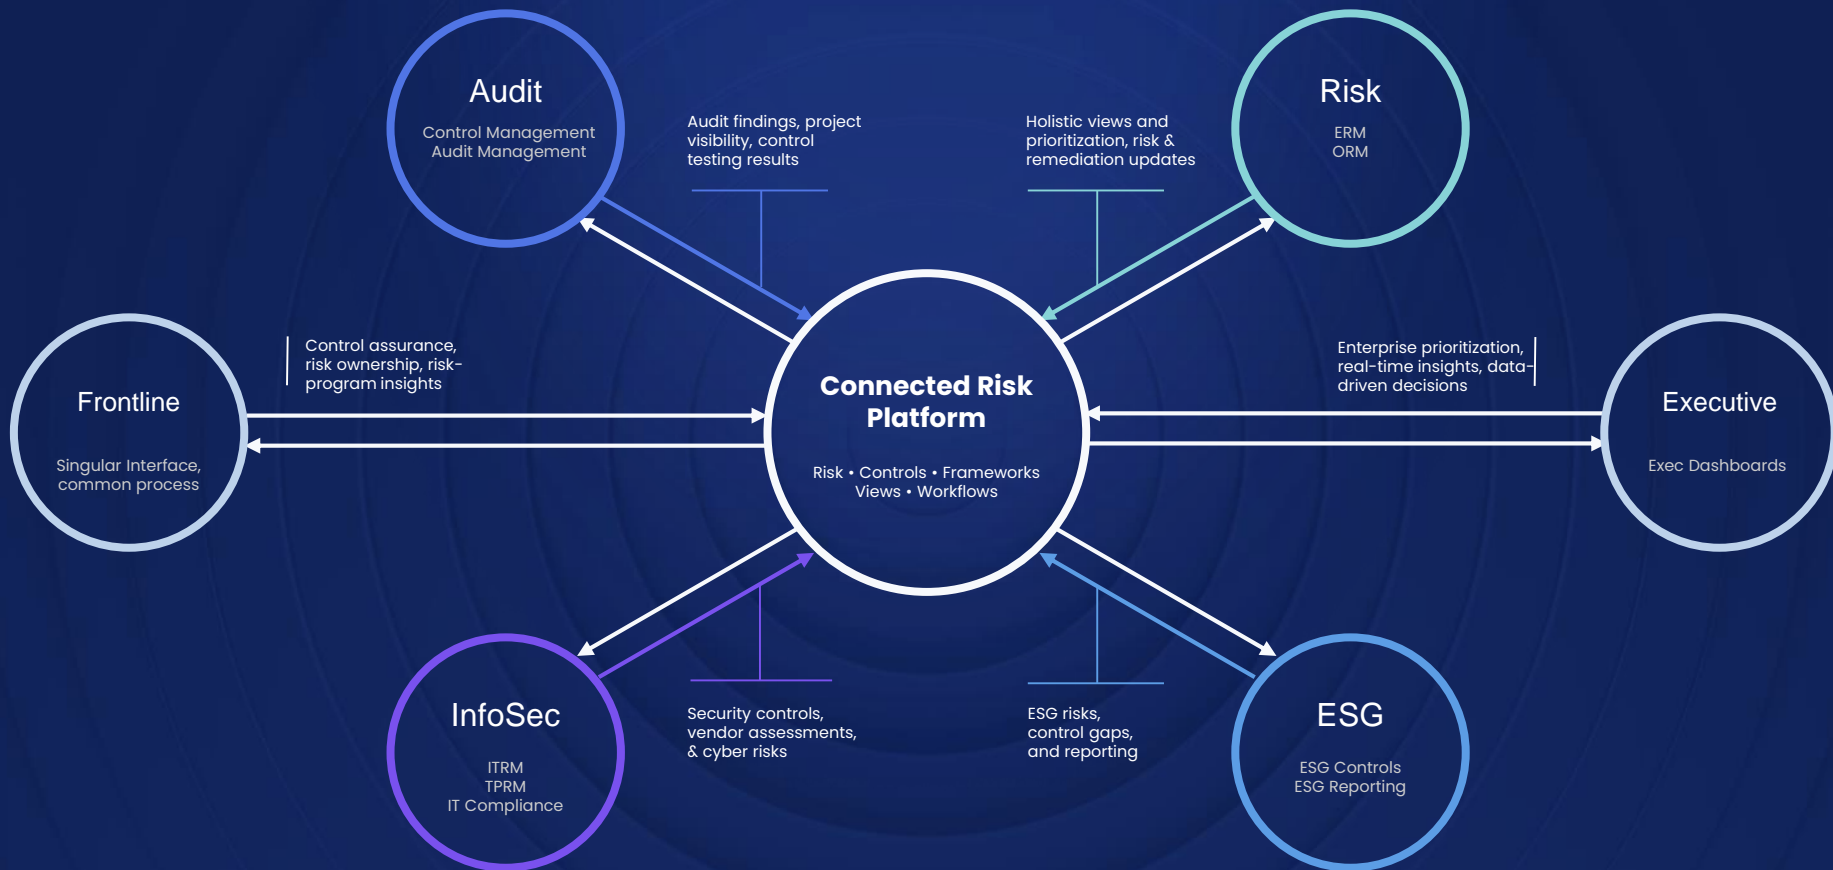 Audit
Control Management
Audit Management
Audit findings, project
visibility, control
testing results
Holistic views and
prioritization, risk &
remediation updates
Risk
ERM
ORM
Frontline
Singular Interface,
common process
Control assurance,
risk ownership, risk-
program insights
Connected Risk
Platform
Risk • Controls • Frameworks
Views • Workflows
Enterprise prioritization,
real-time insights, data-
driven decisions
Executive
Exec Dashboards
InfoSec
ITRM
TPRM
IT Compliance
Security controls,
vendor assessments,
& cyber risks
ESG risks,
control gaps,
and reporting
ESG
ESG Controls
ESG Reporting